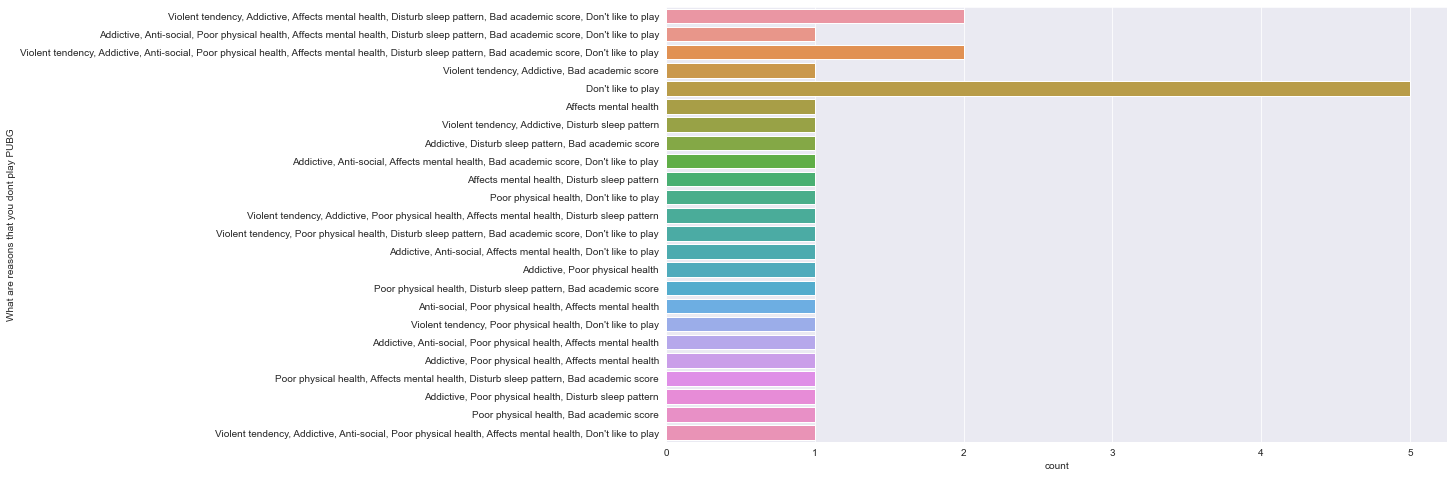 Violent tendency, Addictive, Affects mental health, Disturb sleep pattern, Bad academic score, Don't like to play
Addictive, Anti-social, Poor physical health, Affects mental health, Disturb sleep pattern, Bad academic score, Don't like to play
Violent tendency, Addictive, Anti-social, Poor physical health, Affects mental health, Disturb sleep pattern, Bad academic score, Don't like to play
Violent tendency, Addictive, Bad academic score
Don't like to play
Affects mental health
Violent tendency, Addictive, Disturb sleep pattern
Addictive, Disturb sleep pattern, Bad academic score
Addictive, Anti-social, Affects mental health, Bad academic score, Don't like to play
Affects mental health, Disturb sleep pattern
Poor physical health, Don't like to play
Violent tendency, Addictive, Poor physical health, Affects mental health, Disturb sleep pattern
Violent tendency, Poor physical health, Disturb sleep pattern, Bad academic score, Don't like to play
Addictive, Anti-social, Affects mental health, Don't like to play
Addictive, Poor physical health
Poor physical health, Disturb sleep pattern, Bad academic score
Anti-social, Poor physical health, Affects mental health
Violent tendency, Poor physical health, Don't like to play
Addictive, Anti-social, Poor physical health, Affects mental health
Addictive, Poor physical health, Affects mental health
Poor physical health, Affects mental health, Disturb sleep pattern, Bad academic score
Addictive, Poor physical health, Disturb sleep pattern
Poor physical health, Bad academic score
Violent tendency, Addictive, Anti-social, Poor physical health, Affects mental health, Don't like to play
What are reasons that you dont play PUBG
0 1 2 3 4 5
count